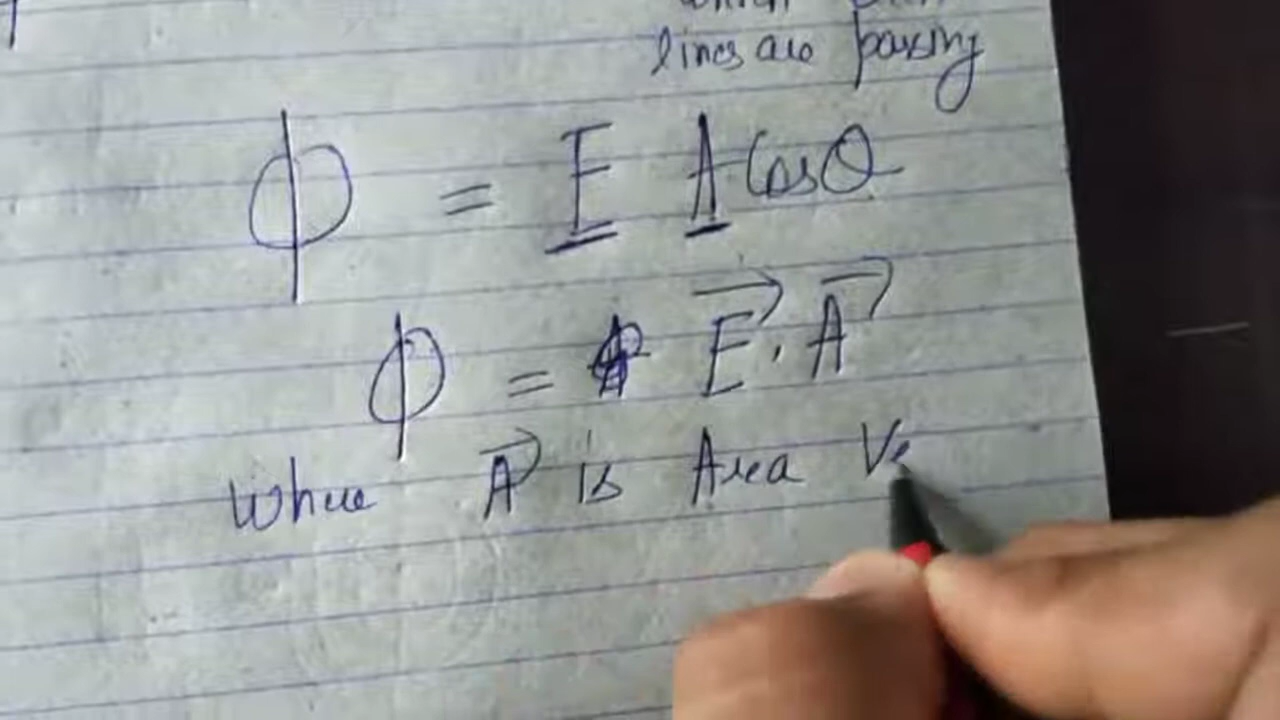 lines are passing
ϕ = E A Cosθ
ϕ = E⃗ . A⃗
Where A⃗ is Area Ve